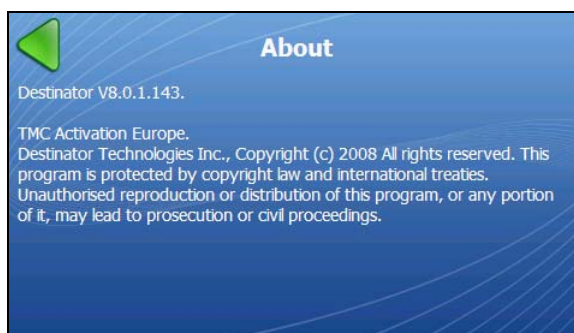 About
Destinator V8.0.1.143.
TMC Activation Europe.
Destinator Technologies Inc., Copyright (c) 2008 All rights reserved. This
program is protected by copyright law and international treaties.
Unauthorised reproduction or distribution of this program, or any portion
of it, may lead to prosecution or civil proceedings.